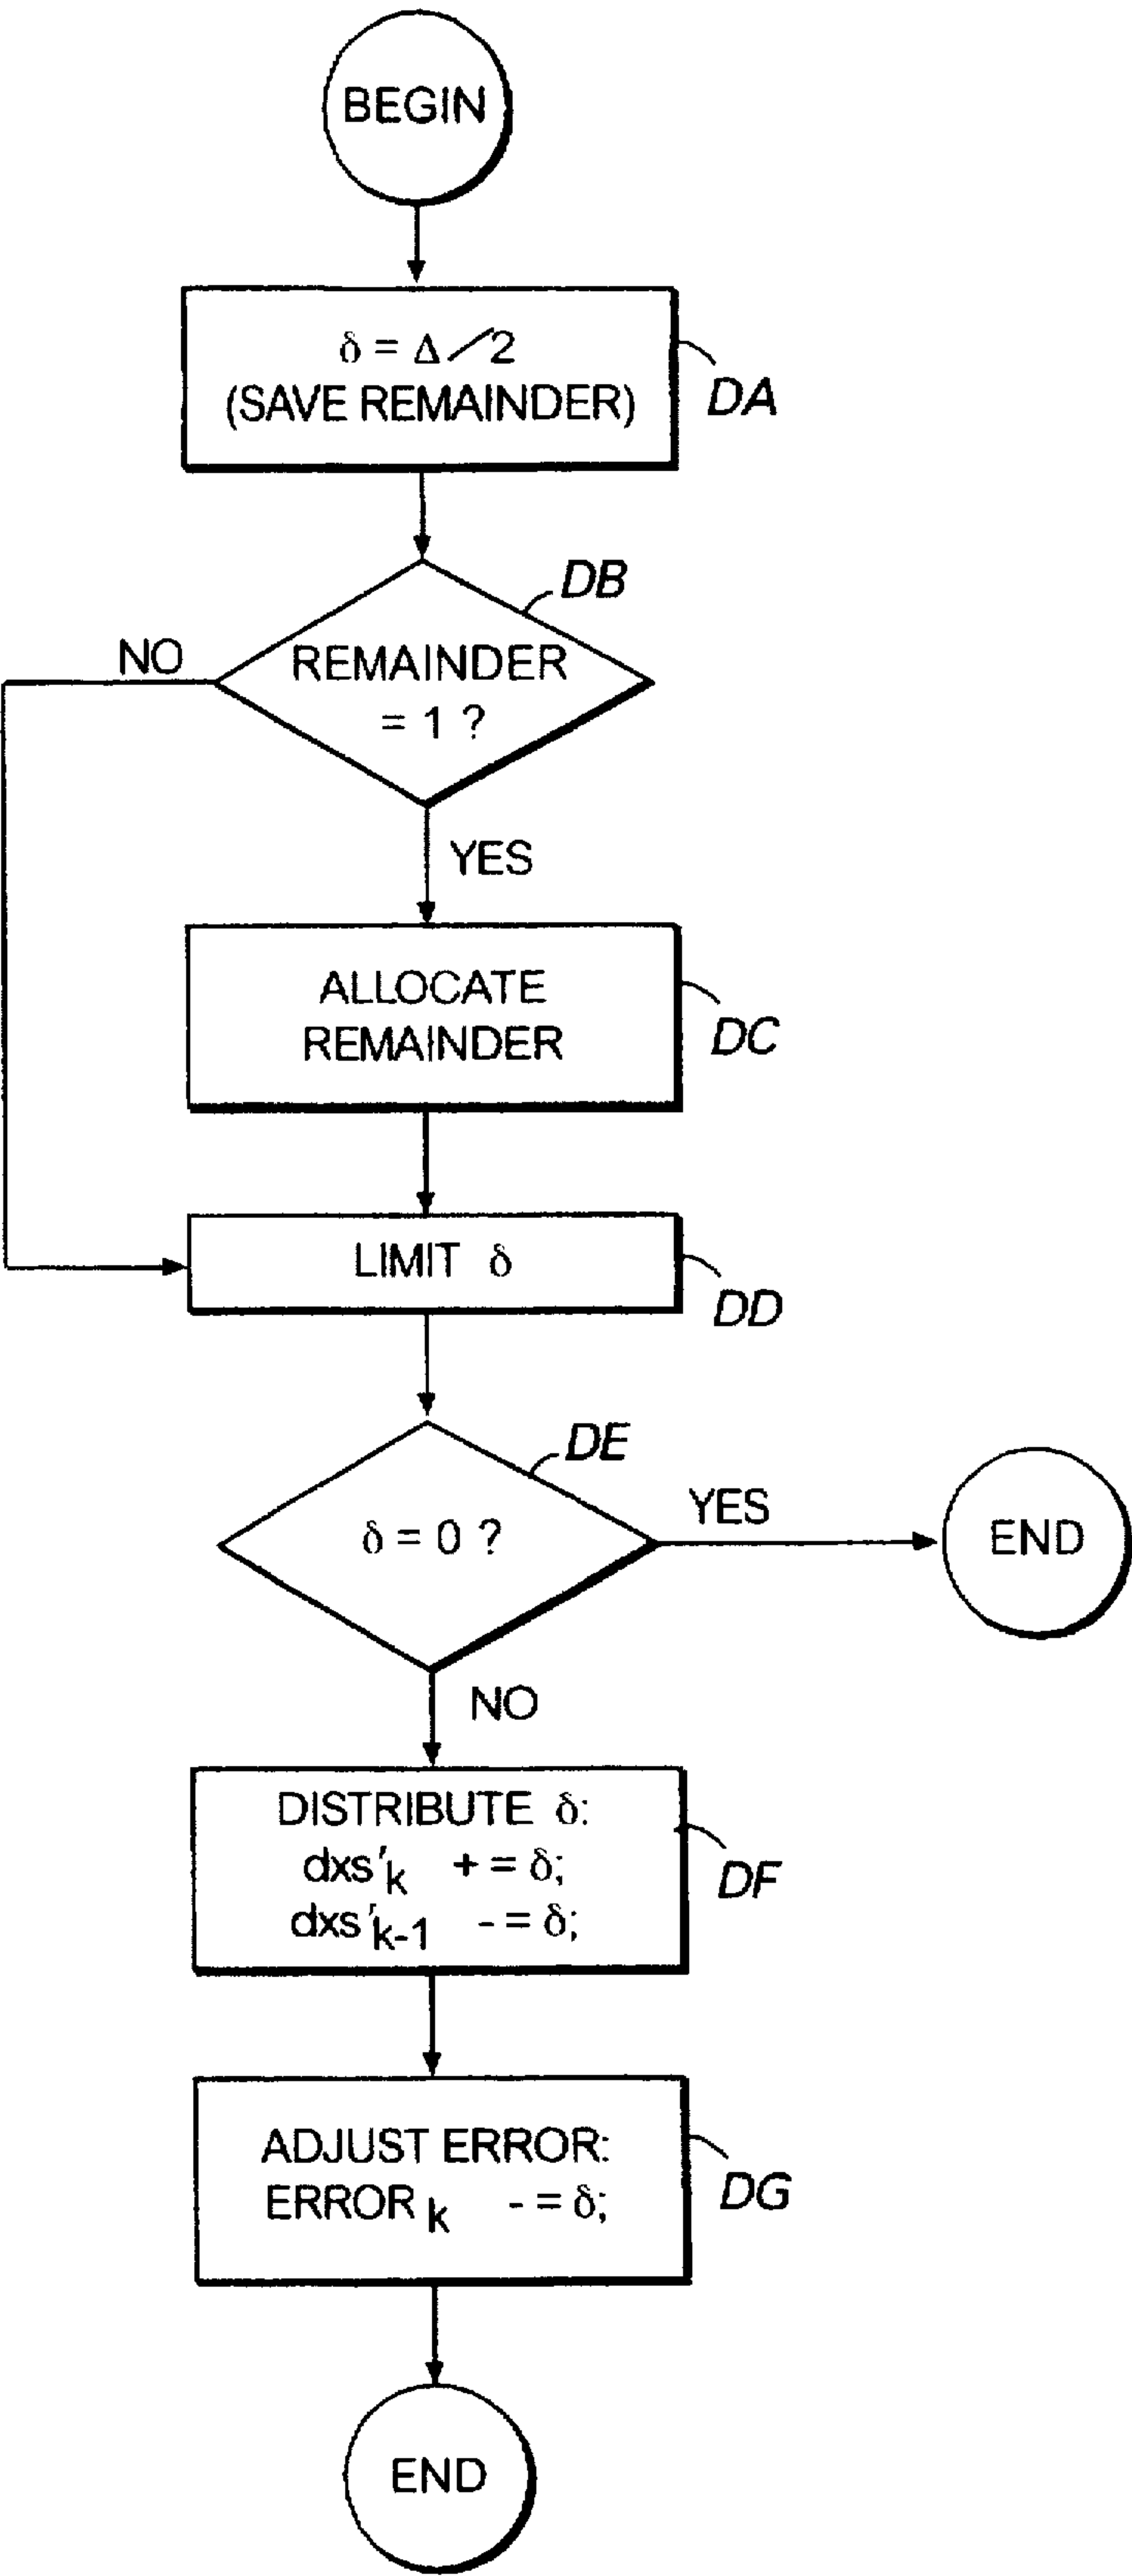 BEGIN
δ = Δ / 2
(SAVE REMAINDER)
DA
DB
NO
REMAINDER
= 1 ?
YES
ALLOCATE
REMAINDER
DC
LIMIT δ
DD
DE
δ = 0 ?
YES
END
NO
DISTRIBUTE δ:
dxs'k + = δ;
dxs'k-1 - = δ;
DF
ADJUST ERROR:
ERROR k - = δ;
DG
END